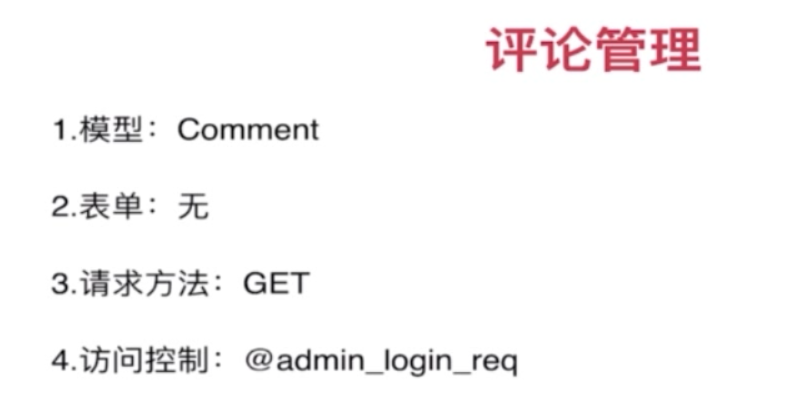 评论管理
1.模型：Comment
2.表单：无
3.请求方法：GET
4.访问控制：@admin_login_req